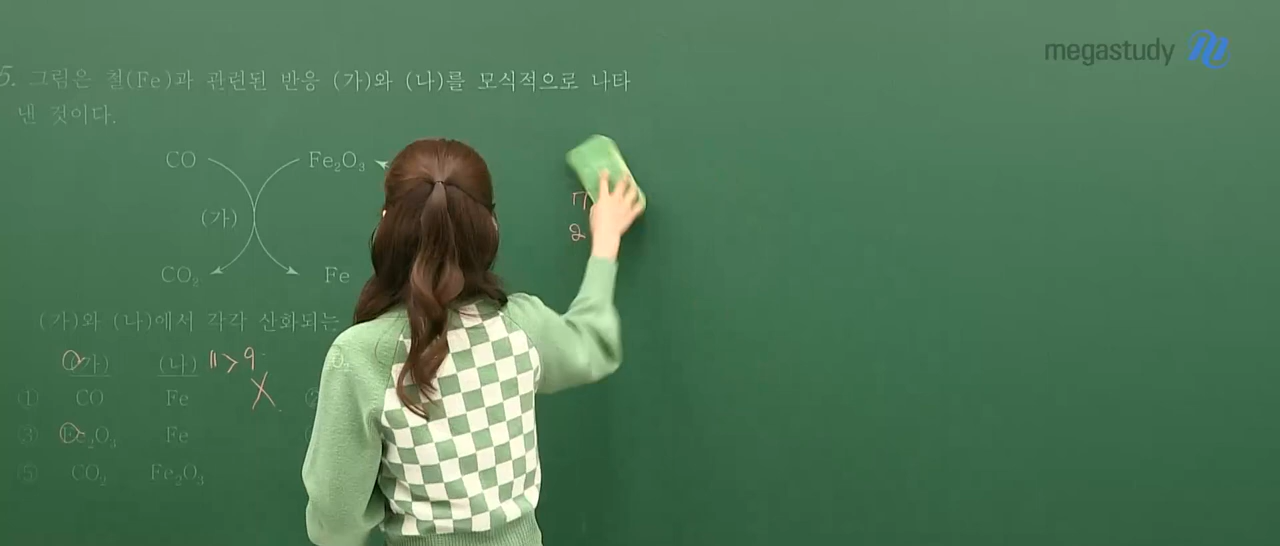 megastudy
5. 그림은 철(Fe)과 관련된 반응 (가)와 (나)를 모식적으로 나타
낸 것이다.
CO Fe₂O₃
(가)
CO₂ Fe
(가)와 (나)에서 각각 산화되는
(가) (나) 11>9 O₂
① CO Fe X ②
③ Fe₂O₃ Fe
⑤ CO₂ Fe₂O₃